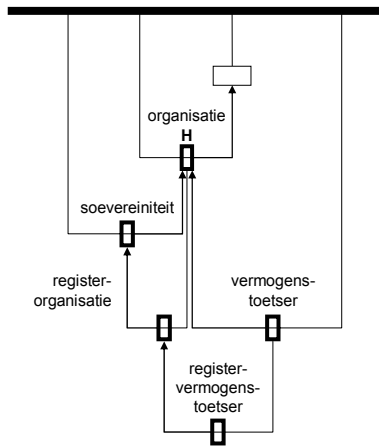 organisatie
H
soevereiniteit
register-
organisatie
vermogens-
toetser
register-
vermogens-
toetser